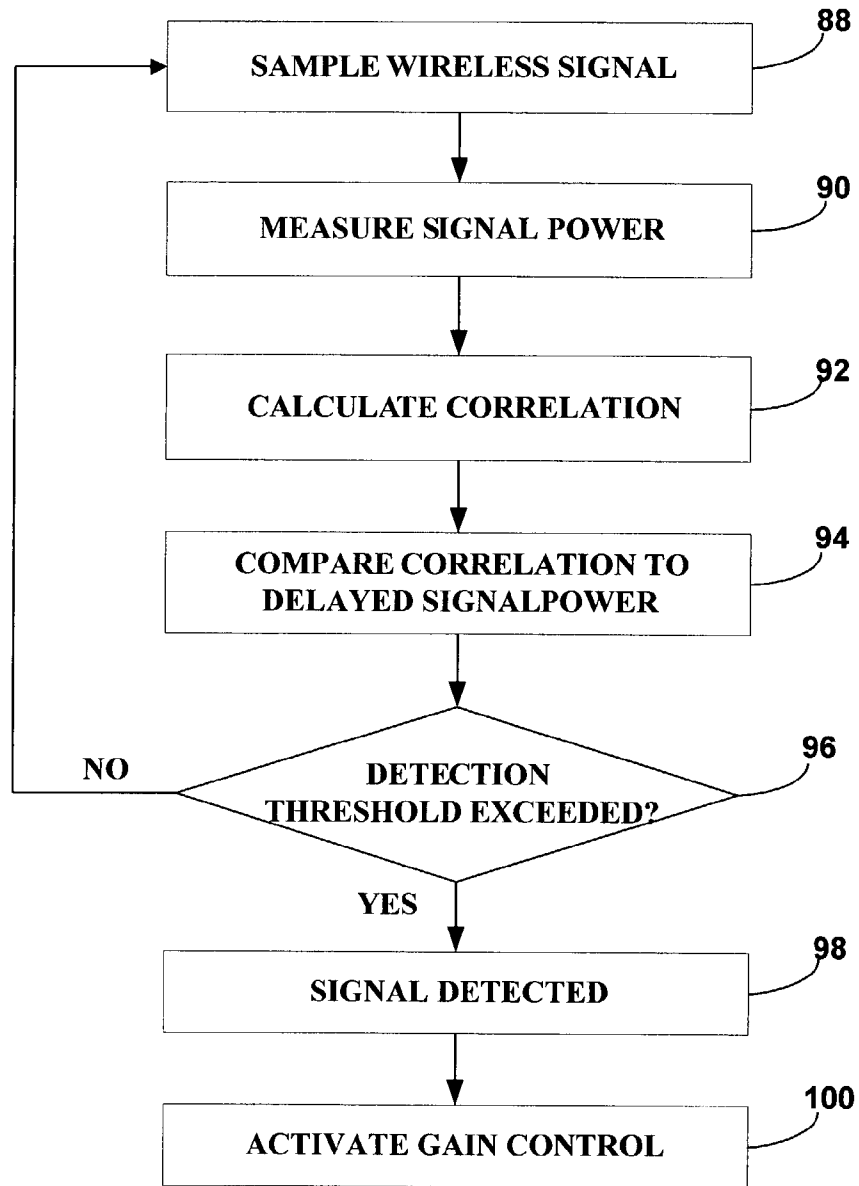 88
SAMPLE WIRELESS SIGNAL
90
MEASURE SIGNAL POWER
92
CALCULATE CORRELATION
94
COMPARE CORRELATION TO
DELAYED SIGNALPOWER
96
NO
DETECTION
THRESHOLD EXCEEDED?
YES
98
SIGNAL DETECTED
100
ACTIVATE GAIN CONTROL